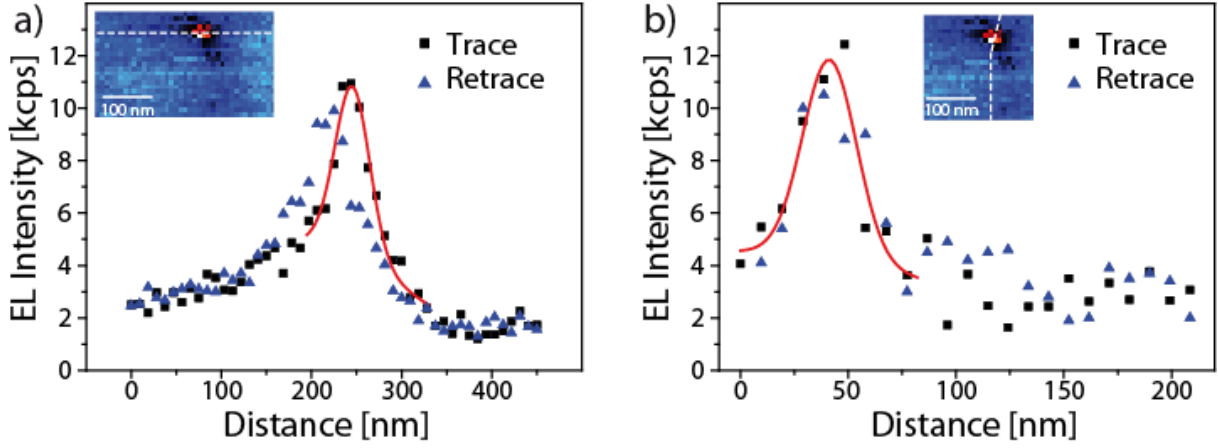 a)
Trace
Retrace
100 nm
EL Intensity [kcps]
12
10
8
6
4
2
0
0
100
200
300
400
Distance [nm]
b)
Trace
Retrace
100 nm
EL Intensity [kcps]
12
10
8
6
4
2
0
0
50
100
150
200
Distance [nm]